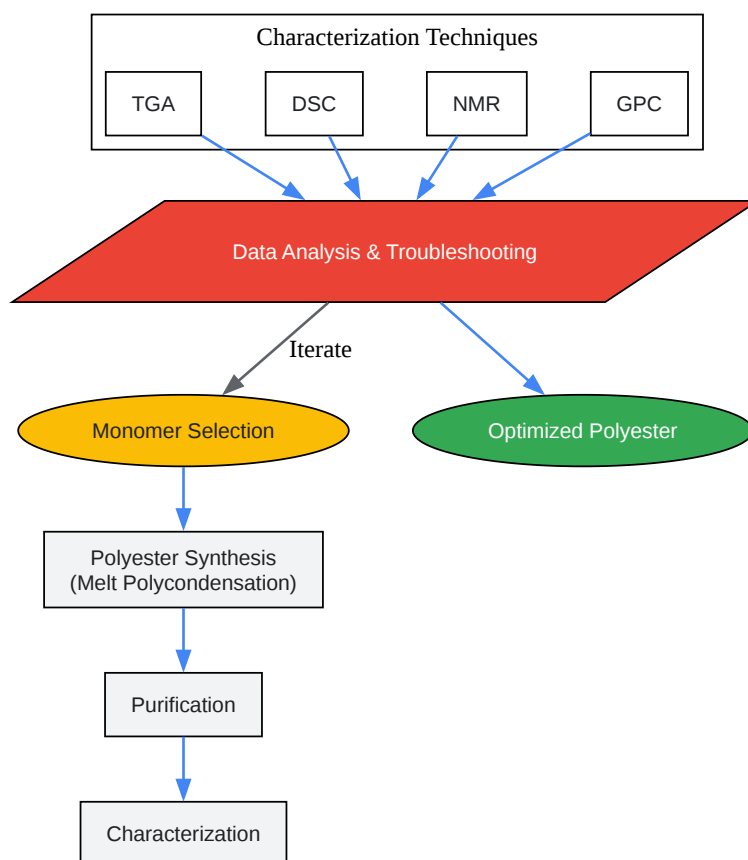 Characterization Techniques
TGA
DSC
NMR
GPC
Data Analysis & Troubleshooting
Iterate
Monomer Selection
Optimized Polyester
Polyester Synthesis
(Melt Polycondensation)
Purification
Characterization